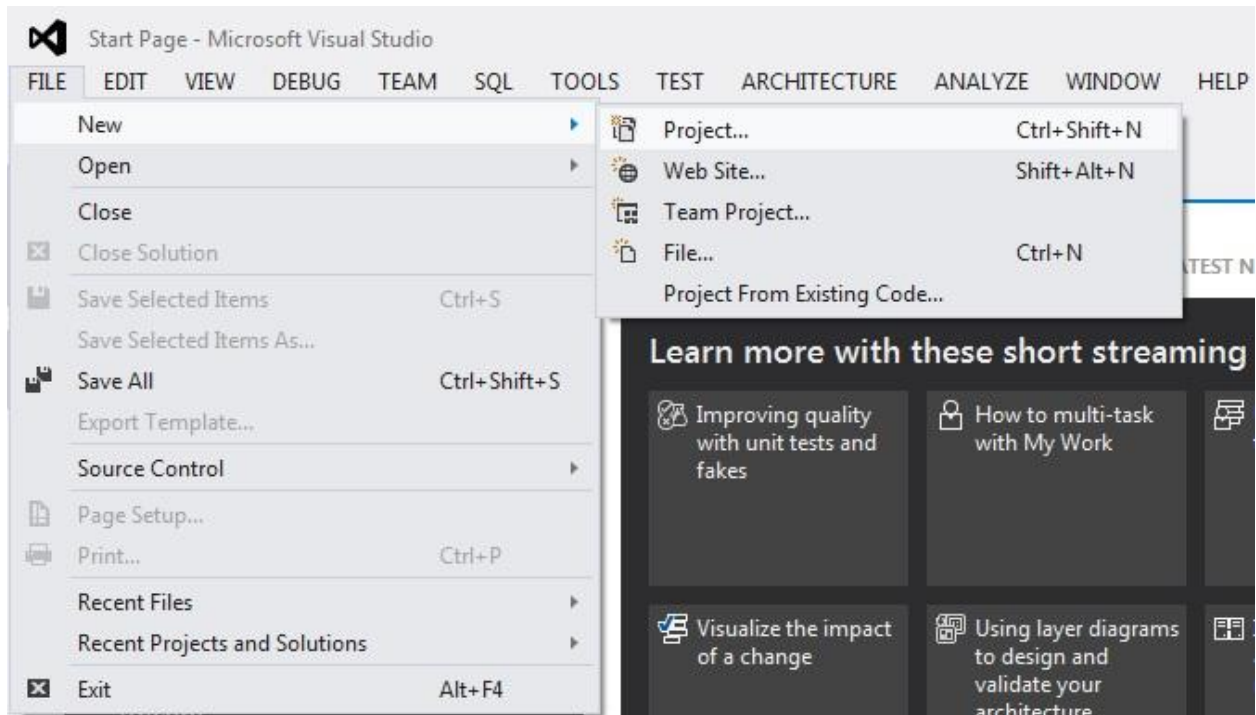 Start Page - Microsoft Visual Studio
FILE EDIT VIEW DEBUG TEAM SQL TOOLS TEST ARCHITECTURE ANALYZE WINDOW HELP
New
Open
Close
Close Solution
Save Selected Items Ctrl+S
Save Selected Items As...
Save All Ctrl+Shift+S
Export Template...
Source Control
Page Setup...
Print... Ctrl+P
Recent Files
Recent Projects and Solutions
Exit Alt+F4
Project... Ctrl+Shift+N
Web Site... Shift+Alt+N
Team Project...
File... Ctrl+N
Project From Existing Code...
Learn more with these short streaming
Improving quality
with unit tests and
fakes
How to multi-task
with My Work
Visualize the impact
of a change
Using layer diagrams
to design and
validate your
architecture